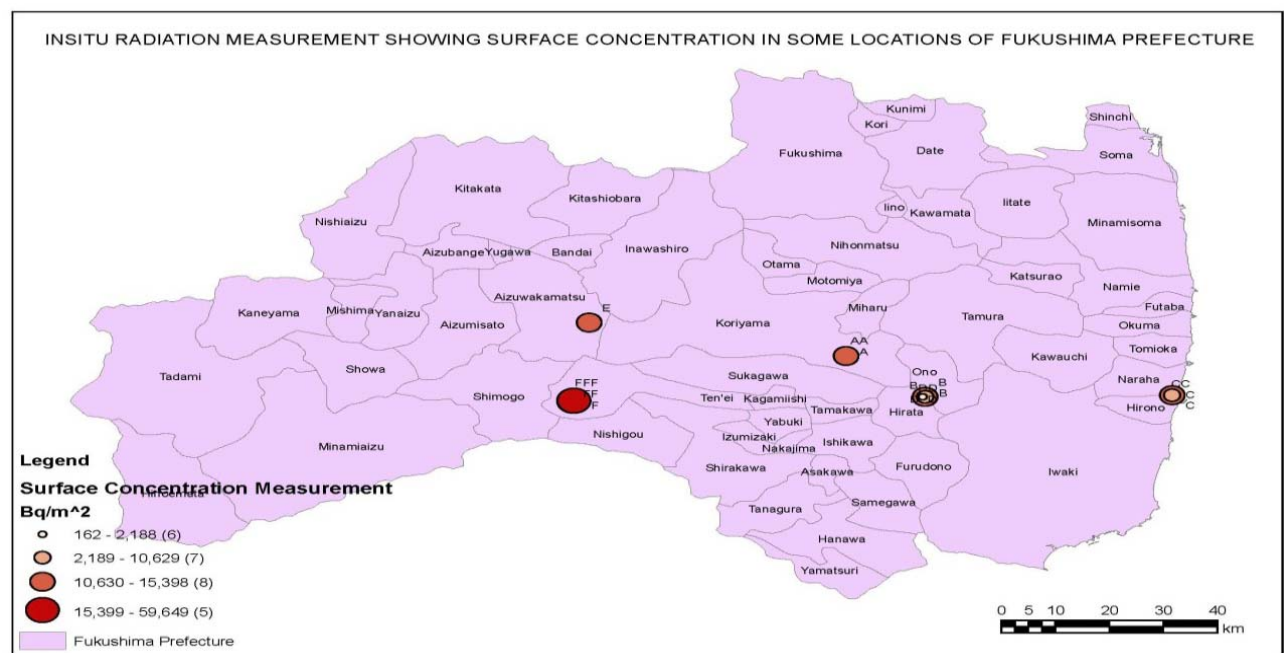 INSITU RADIATION MEASUREMENT SHOWING SURFACE CONCENTRATION IN SOME LOCATIONS OF FUKUSHIMA PREFECTURE
Kunimi
Kori
Shinchi
Fukushima
Date
Soma
Kitakata
Kitashiobara
Iino
Kawamata
Iitate
Minamisoma
Nishiaizu
Inawashiro
Nihonmatsu
Aizubange
Yugawa
Bandai
Otama
Motomiya
Katsurao
Namie
Aizuwakamatsu
E
Futaba
Kaneyama
Mishima
Yanaizu
Aizumisato
Koriyama
Miharu
Tamura
Okuma
AA
A
Kawauchi
Tomioka
Tadami
Showa
Sukagawa
Ono
Naraha
CC
C
C
FFF
FF
F
Shimogo
Ten'ei
Kagamiishi
Tamakawa
Hirata
B
B
Hirono
Yabuki
Nishigou
Izumizaki
Nakajima
Ishikawa
Minamiaizu
Shirakawa
Asakawa
Furudono
Iwaki
Tanagura
Samegawa
Hanawa
Yamatsuri
Legend
Surface Concentration Measurement
Bq/m^2
162 - 2,188 (6)
2,189 - 10,629 (7)
10,630 - 15,398 (8)
15,399 - 59,649 (5)
Fukushima Prefecture
0 5 10 20 30 40
km